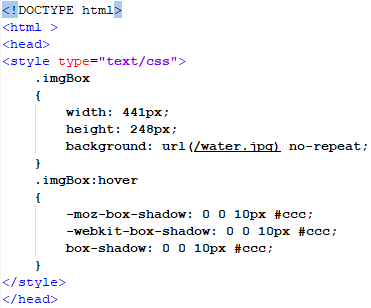 <!DOCTYPE html>
<html >
<head>
<style type="text/css">
.imgBox
{
width: 441px;
height: 248px;
background: url(/water.jpg) no-repeat;
}
.imgBox:hover
{
-moz-box-shadow: 0 0 10px #ccc;
-webkit-box-shadow: 0 0 10px #ccc;
box-shadow: 0 0 10px #ccc;
}
</style>
</head>